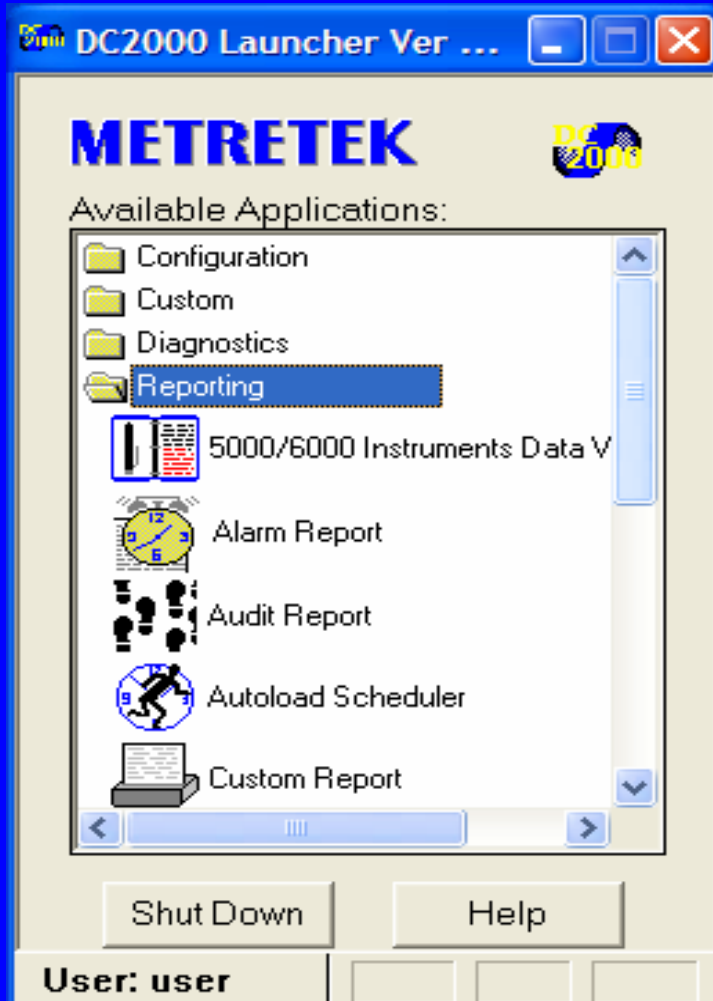 DC2000 Launcher Ver ...
METRETEK
DC
2000
Available Applications:
Configuration
Custom
Diagnostics
Reporting
5000/6000 Instruments Data V
Alarm Report
Audit Report
Autoload Scheduler
Custom Report
Shut Down
Help
User: user